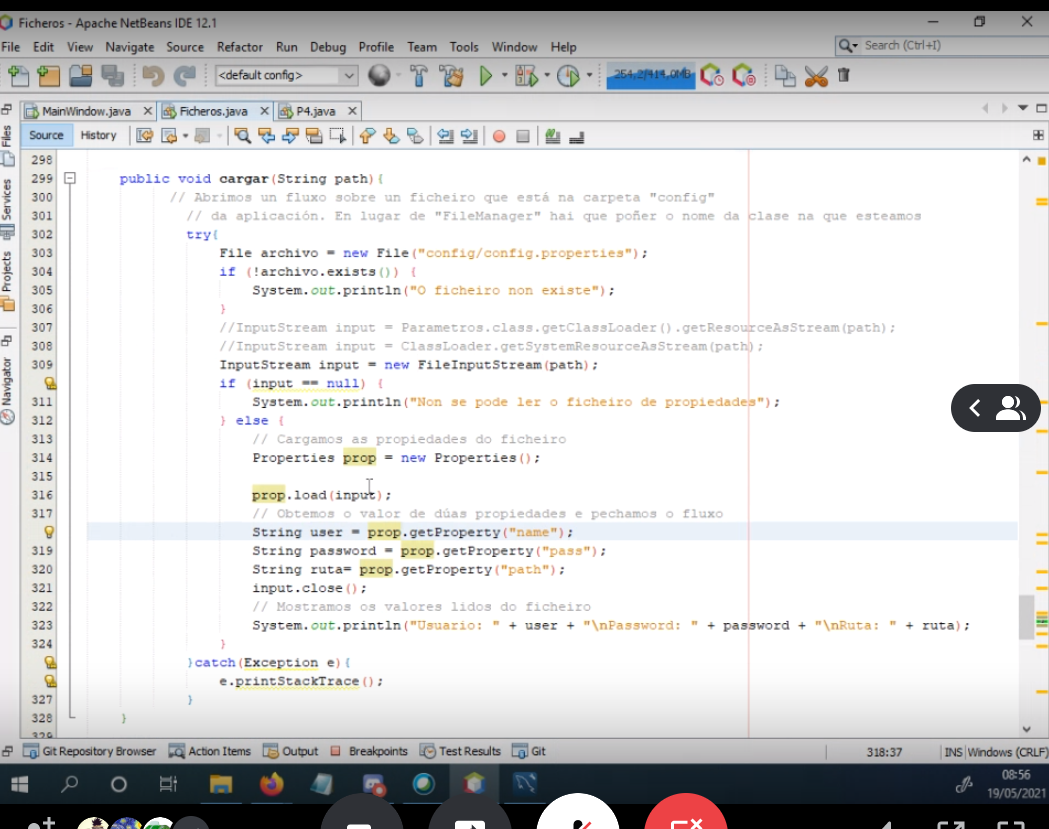 Ficheros - Apache NetBeans IDE 12.1
File Edit View Navigate Source Refactor Run Debug Profile Team Tools Window Help
Search (Ctrl+I)
<default config>
MainWindow.java
Ficheros.java
P4.java
Source History
Files
Services
Projects
Navigator
298
299 public void cargar(String path){
300 // Abrimos un fluxo sobre un ficheiro que está na carpeta "config"
301 // da aplicación. En lugar de "FileManager" hai que poñer o nome da clase na que esteamos
302 try{
303 File archivo = new File("config/config.properties");
304 if (!archivo.exists()) {
305 System.out.println("O ficheiro non existe");
306 }
307 //InputStream input = Parametros.class.getClassLoader().getResourceAsStream(path);
308 //InputStream input = ClassLoader.getSystemResourceAsStream(path);
309 InputStream input = new FileInputStream(path);
if (input == null) {
311 System.out.println("Non se pode ler o ficheiro de propiedades");
312 } else {
313 // Cargamos as propiedades do ficheiro
314 Properties prop = new Properties();
315
316 prop.load(input);
317 // Obtemos o valor de dúas propiedades e pechamos o fluxo
String user = prop.getProperty("name");
319 String password = prop.getProperty("pass");
320 String ruta= prop.getProperty("path");
321 input.close();
322 // Mostramos os valores lidos do ficheiro
323 System.out.println("Usuario: " + user + "\nPassword: " + password + "\nRuta: " + ruta);
324 }
}catch(Exception e){
e.printStackTrace();
327 }
328 }
329
Git Repository Browser Action Items Output Breakpoints Test Results Git
318:37 INS Windows (CRLF)
08:56
19/05/2021